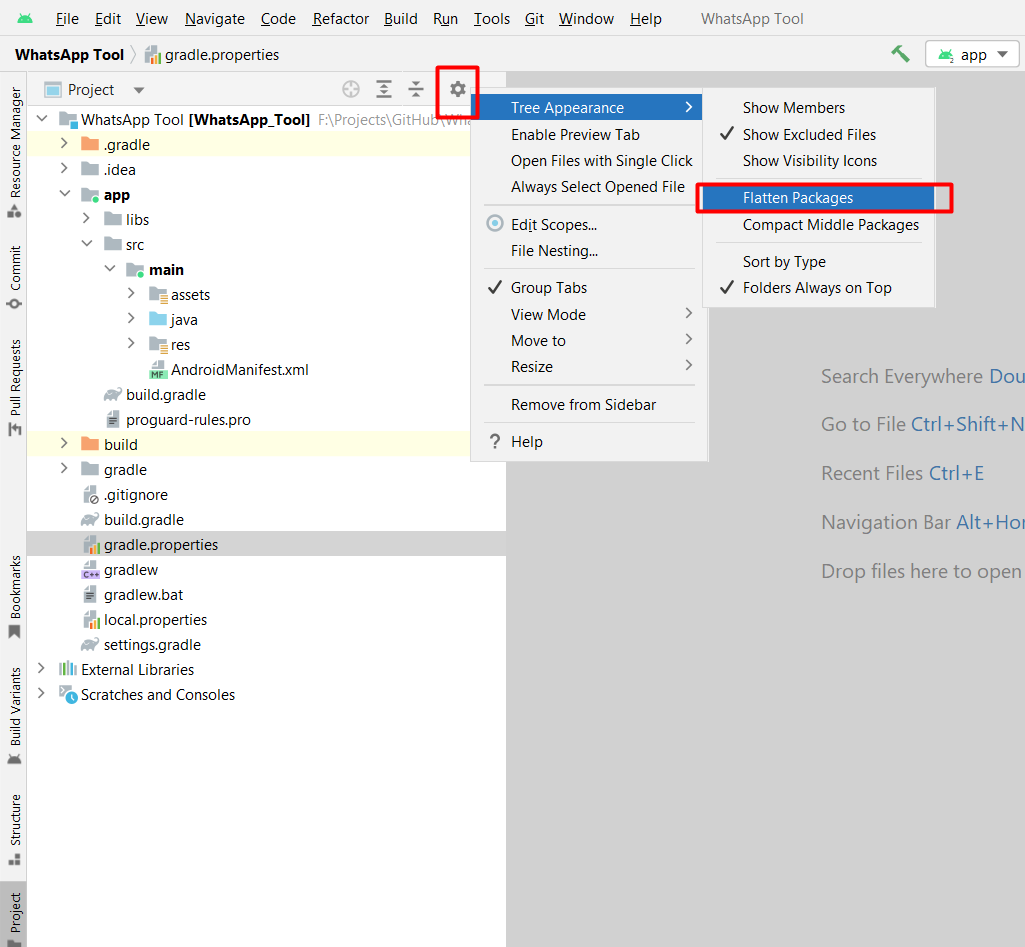 File Edit View Navigate Code Refactor Build Run Tools Git Window Help WhatsApp Tool
WhatsApp Tool gradle.properties app
Project
WhatsApp Tool [WhatsApp_Tool] F:\Projects\GitHub\Wha
.gradle
.idea
app
libs
src
main
assets
java
res
AndroidManifest.xml
build.gradle
proguard-rules.pro
build
gradle
.gitignore
build.gradle
gradle.properties
gradlew
gradlew.bat
local.properties
settings.gradle
External Libraries
Scratches and Consoles
Resource Manager
Commit
Pull Requests
Bookmarks
Build Variants
Structure
Project
Tree Appearance
Enable Preview Tab
Open Files with Single Click
Always Select Opened File
Edit Scopes...
File Nesting...
Group Tabs
View Mode
Move to
Resize
Remove from Sidebar
? Help
Show Members
Show Excluded Files
Show Visibility Icons
Flatten Packages
Compact Middle Packages
Sort by Type
Folders Always on Top
Search Everywhere Dou
Go to File Ctrl+Shift+N
Recent Files Ctrl+E
Navigation Bar Alt+Hor
Drop files here to open
MF
C++